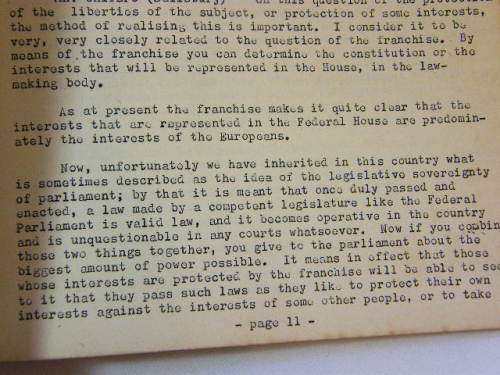 on this question of the
of the liberties of the subject, or protection of some interests,
the method of realising this is important. I consider it to be
very, very closely related to the question of the franchise. By
means of the franchise you can determine the constitution or the
interests that will be represented in the House, in the law-
making body.
As at present the franchise makes it quite clear that the
interests that are represented in the Federal House are predomin-
ately the interests of the Europeans.
Now, unfortunately we have inherited in this country what
is sometimes described as the idea of the legislative sovereignty
of parliament; by that it is meant that once duly passed and
enacted, a law made by a competent legislature like the Federal
Parliament is valid law, and it becomes operative in the country
and is unquestionable in any courts whatsoever. Now if you combin
those two things together, you give to the parliament about the
biggest amount of power possible. It means in effect that those
whose interests are protected by the franchise will be able to see
to it that they pass such laws as they like to protect their own
interests against the interests of some other people, or to take
- page 11 -